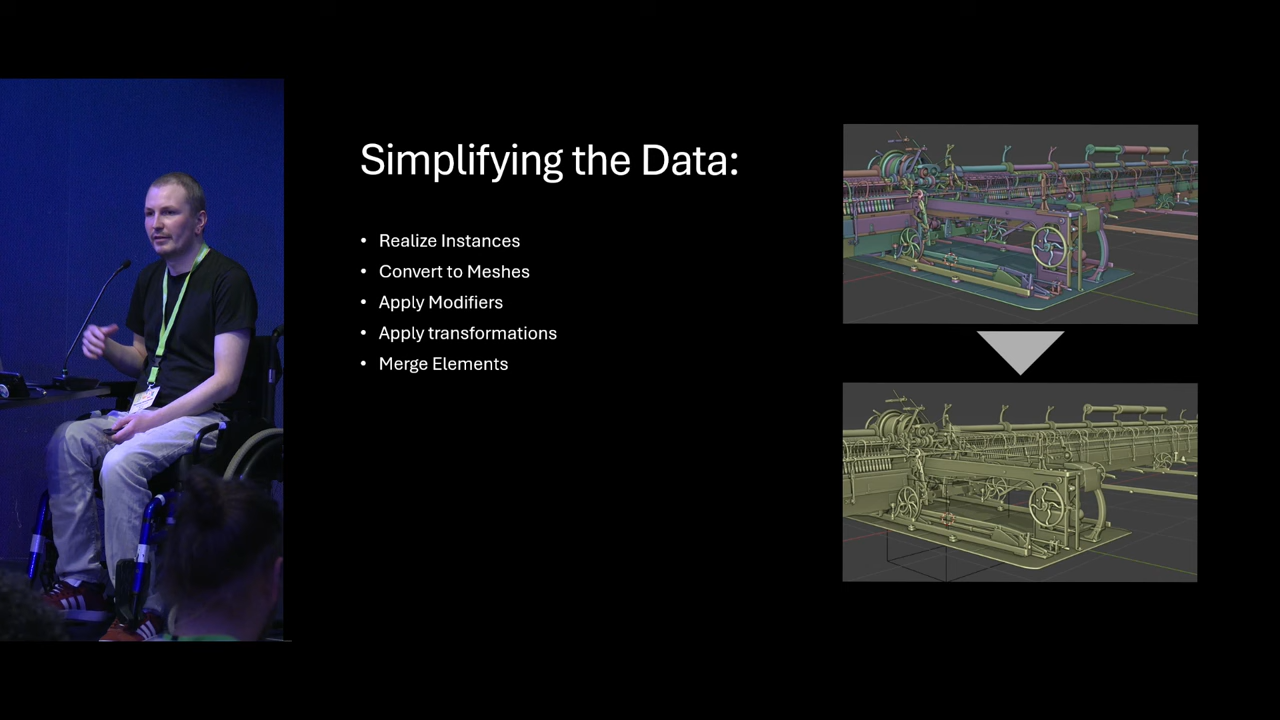 Simplifying the Data:
• Realize Instances
• Convert to Meshes
• Apply Modifiers
• Apply transformations
• Merge Elements